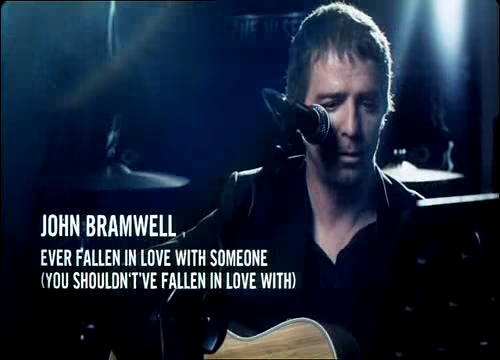 JOHN BRAMWELL
EVER FALLEN IN LOVE WITH SOMEONE
(YOU SHOULDN'T'VE FALLEN IN LOVE WITH)